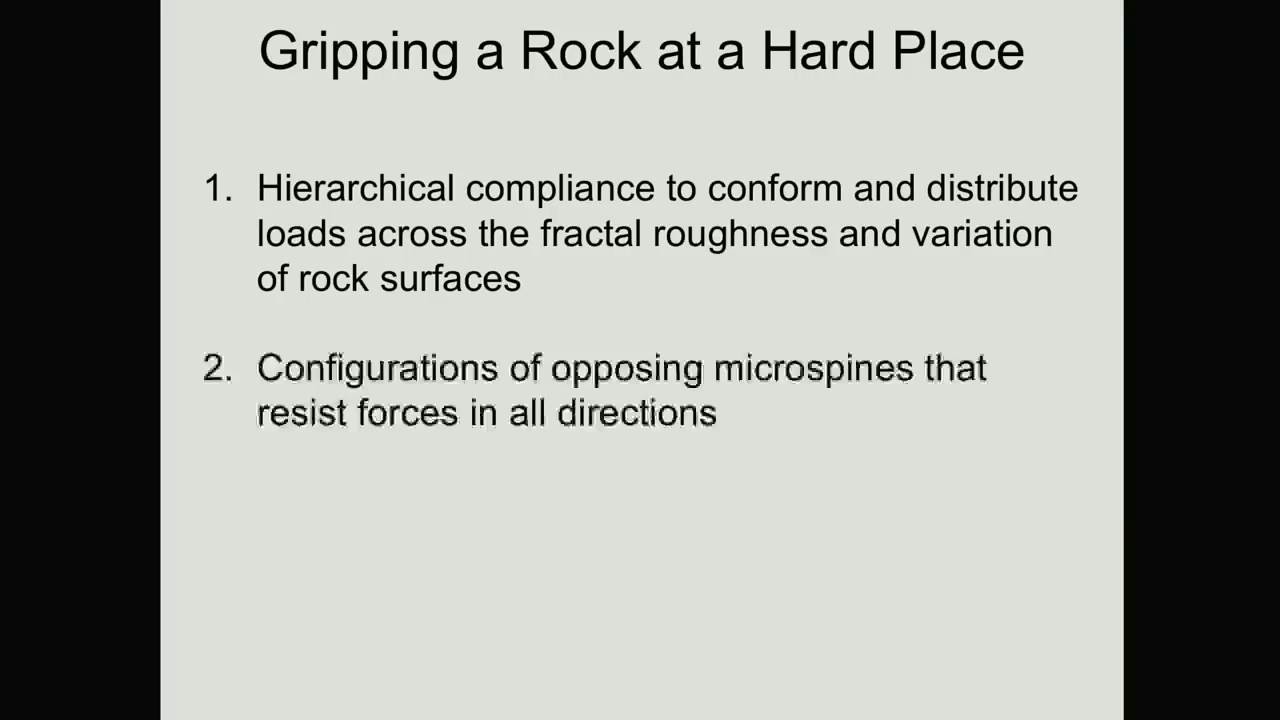 Gripping a Rock at a Hard Place
1. Hierarchical compliance to conform and distribute
loads across the fractal roughness and variation
of rock surfaces
2. Configurations of opposing microspines that
resist forces in all directions